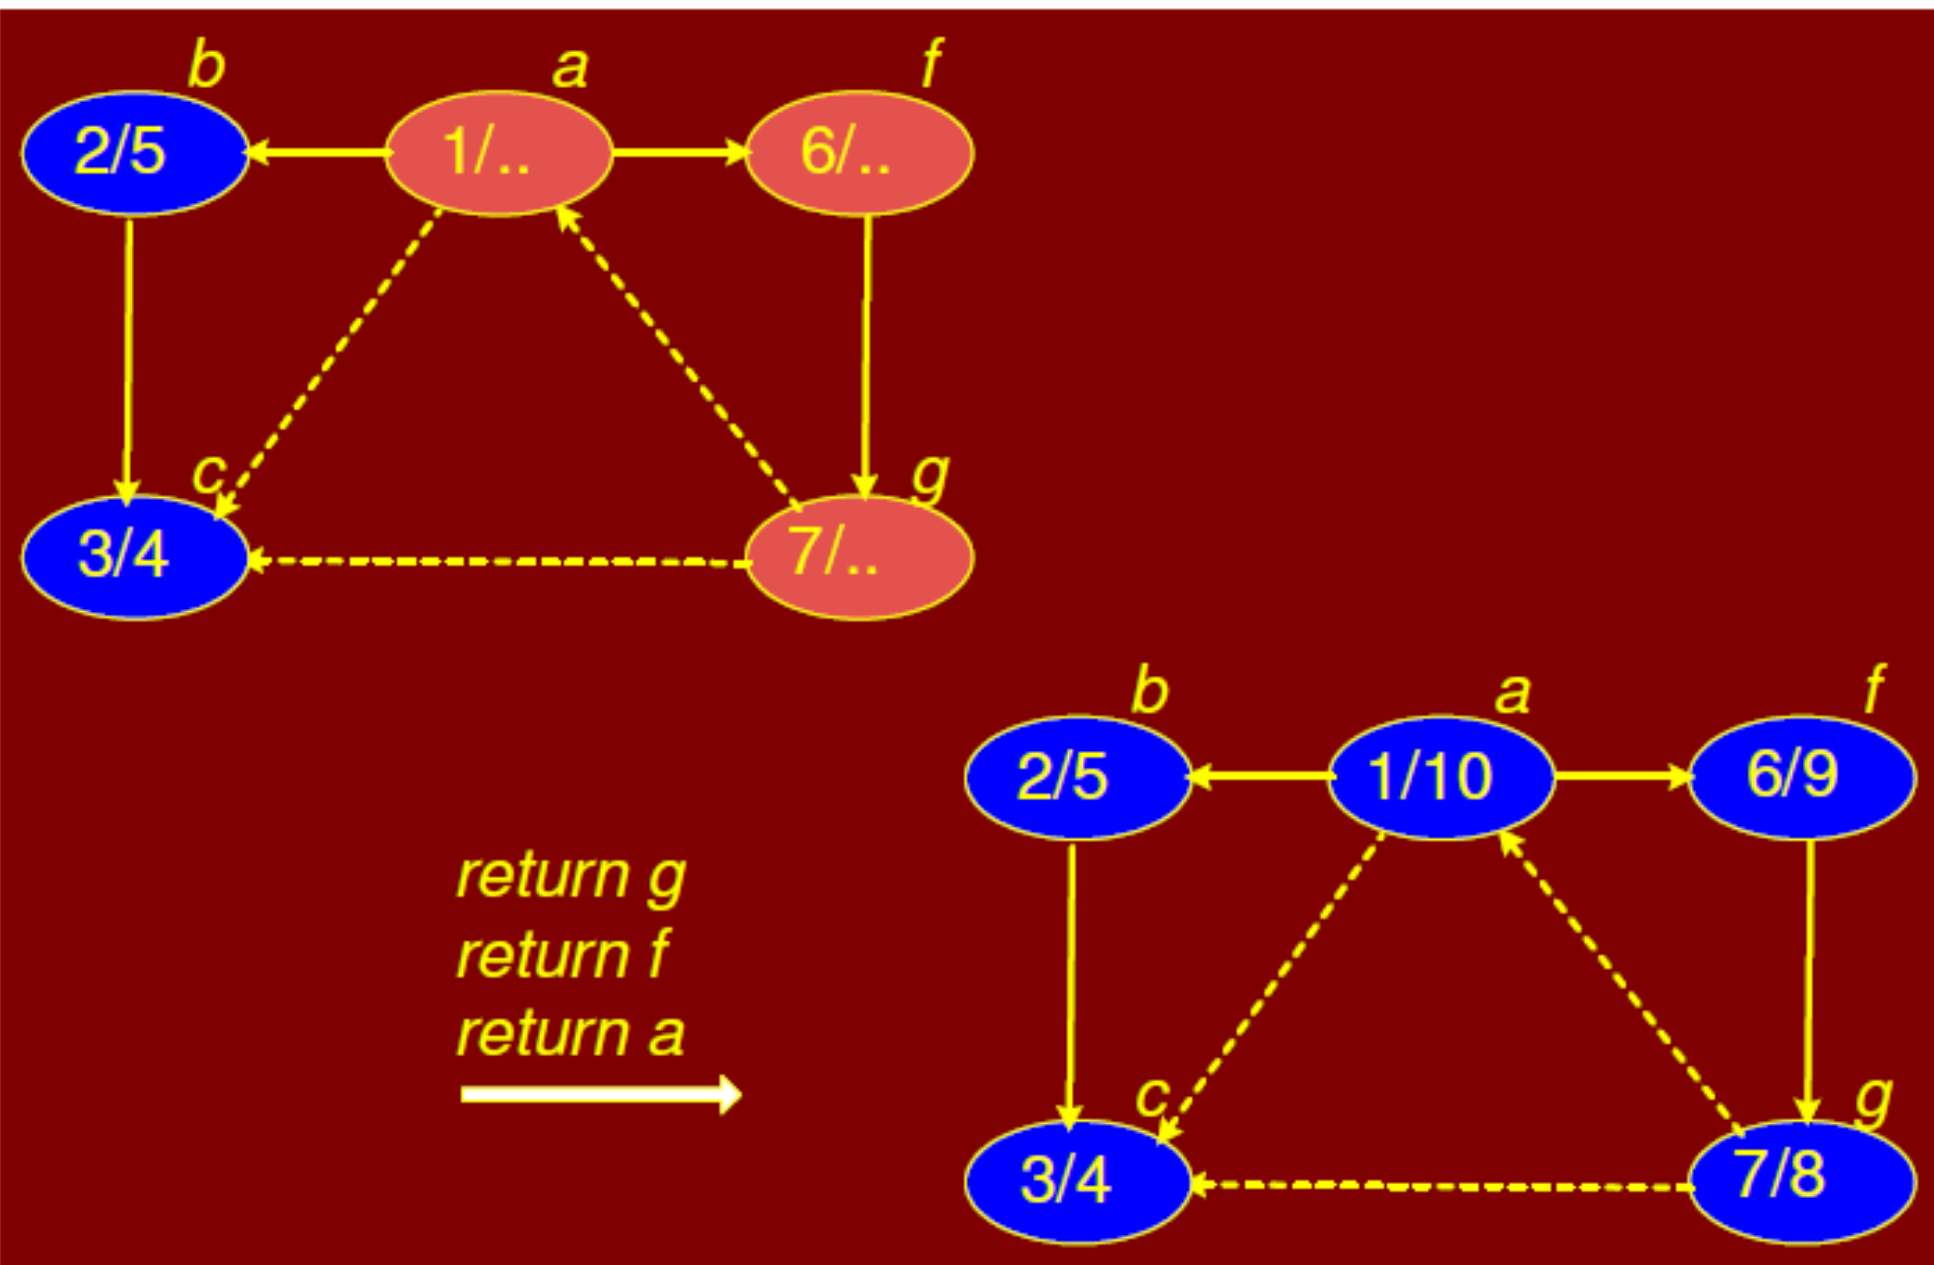 b a f
2/5 1/.. 6/..
c g
3/4 7/..
b a f
2/5 1/10 6/9
return g
return f
return a
c g
3/4 7/8